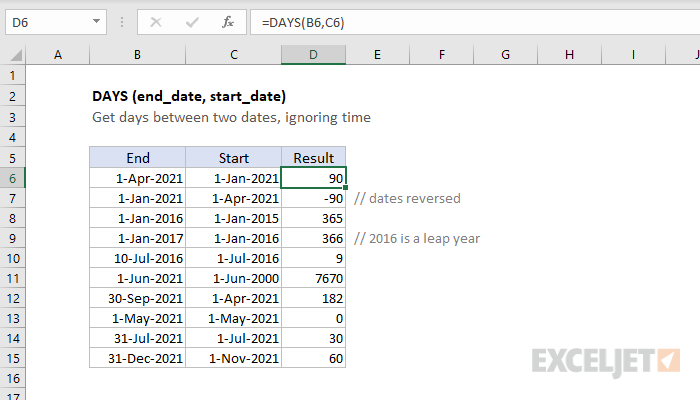 D6 fx =DAYS(B6,C6)
A B C D E F G H I J
1
2 DAYS (end_date, start_date)
3 Get days between two dates, ignoring time
4
5 End Start Result
6 1-Apr-2021 1-Jan-2021 90
7 1-Jan-2021 1-Apr-2021 -90 // dates reversed
8 1-Jan-2016 1-Jan-2015 365
9 1-Jan-2017 1-Jan-2016 366 // 2016 is a leap year
10 10-Jul-2016 1-Jul-2016 9
11 1-Jun-2021 1-Jun-2000 7670
12 30-Sep-2021 1-Apr-2021 182
13 1-May-2021 1-May-2021 0
14 31-Jul-2021 1-Jul-2021 30
15 31-Dec-2021 1-Nov-2021 60
EXCELJET
16
17